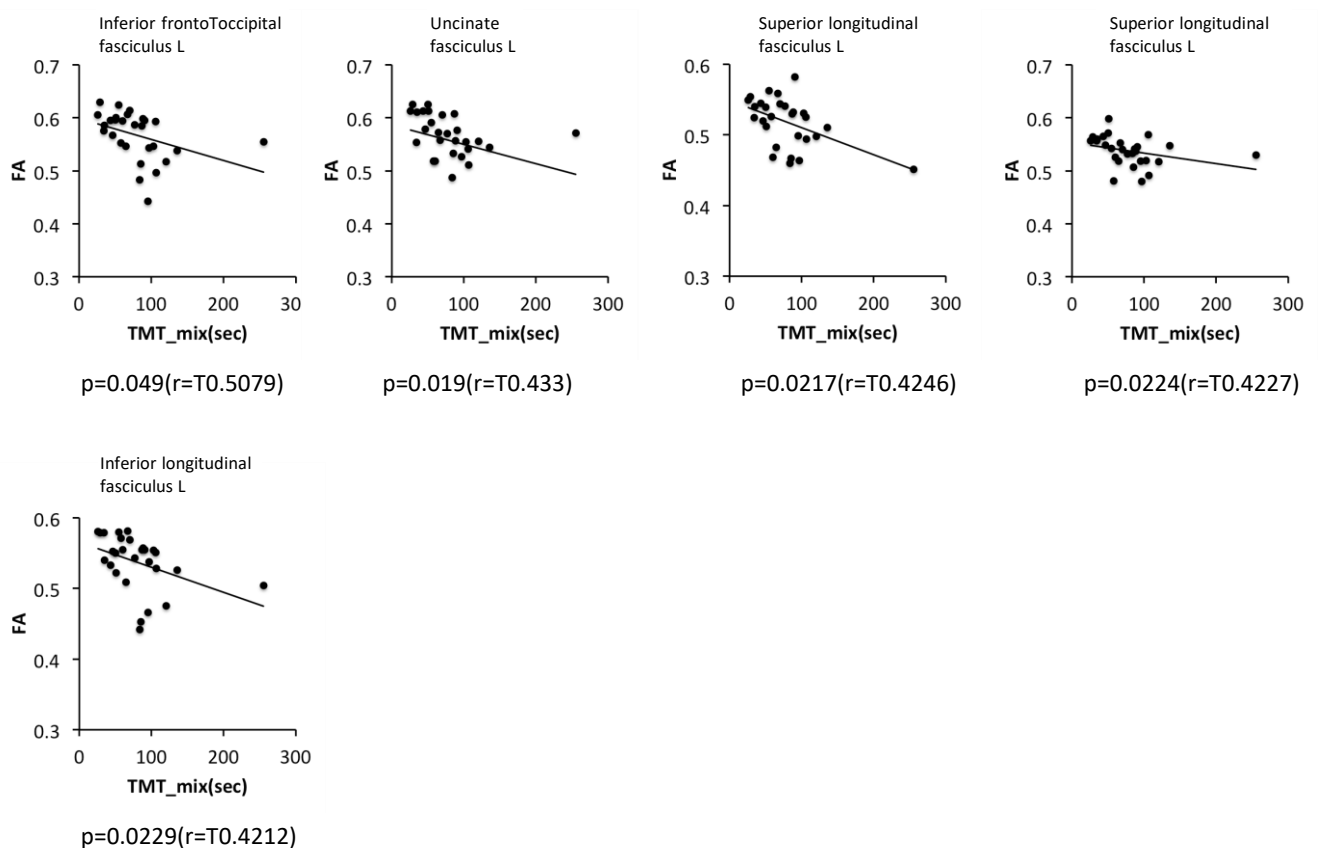 Inferior frontoToccipital
fasciculus L
0.7
0.6
0.5
0.4
0.3
FA
0
100
200
30
TMT_mix(sec)
p=0.049(r=T0.5079)
Uncinate
fasciculus L
0.7
0.6
0.5
0.4
0.3
FA
0
100
200
300
TMT_mix(sec)
p=0.019(r=T0.433)
Superior longitudinal
fasciculus L
0.6
0.5
0.4
0.3
FA
0
100
200
300
TMT_mix(sec)
p=0.0217(r=T0.4246)
Superior longitudinal
fasciculus L
0.7
0.6
0.5
0.4
0.3
FA
0
100
200
300
TMT_mix(sec)
p=0.0224(r=T0.4227)
Inferior longitudinal
fasciculus L
0.6
0.5
0.4
0.3
FA
0
100
200
300
TMT_mix(sec)
p=0.0229(r=T0.4212)